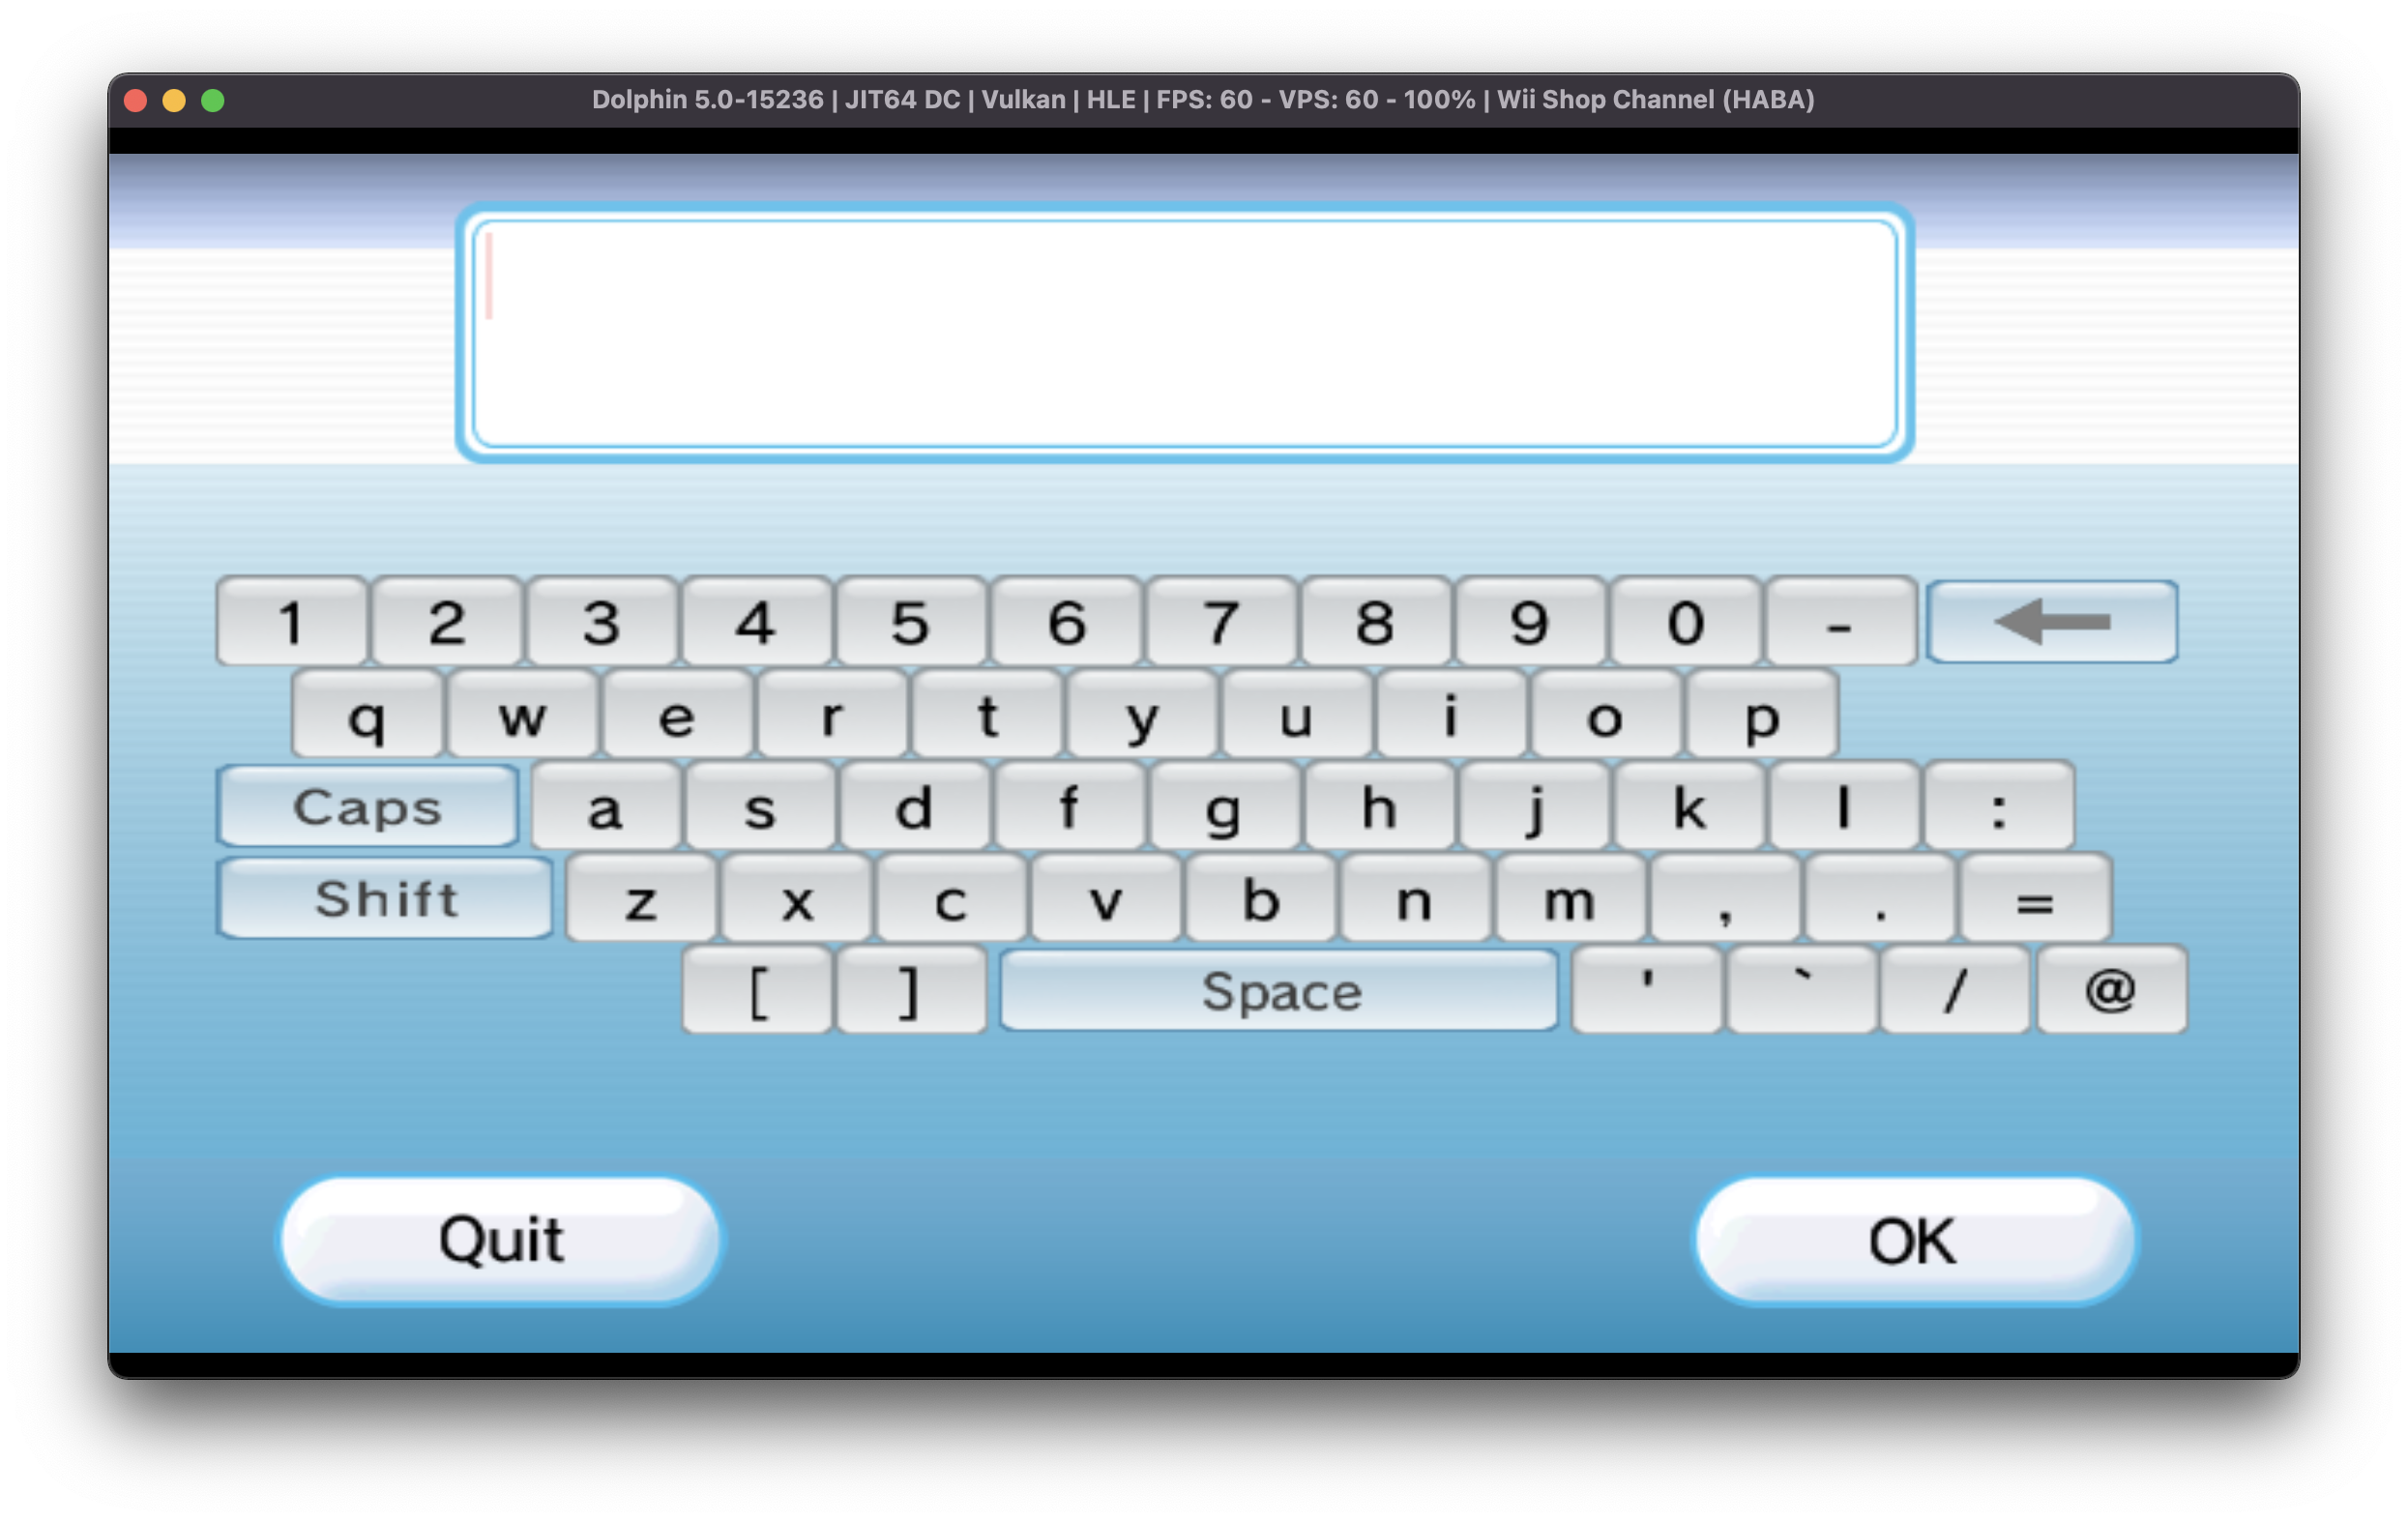 Dolphin 5.0-15236 | JIT64 DC | Vulkan | HLE | FPS: 60 - VPS: 60 - 100% | Wii Shop Channel (HABA)
1 2 3 4 5 6 7 8 9 0 -
q w e r t y u i o p
Caps a s d f g h j k l :
Shift z x c v b n m , . =
[ ] Space ' ` / @
Quit OK